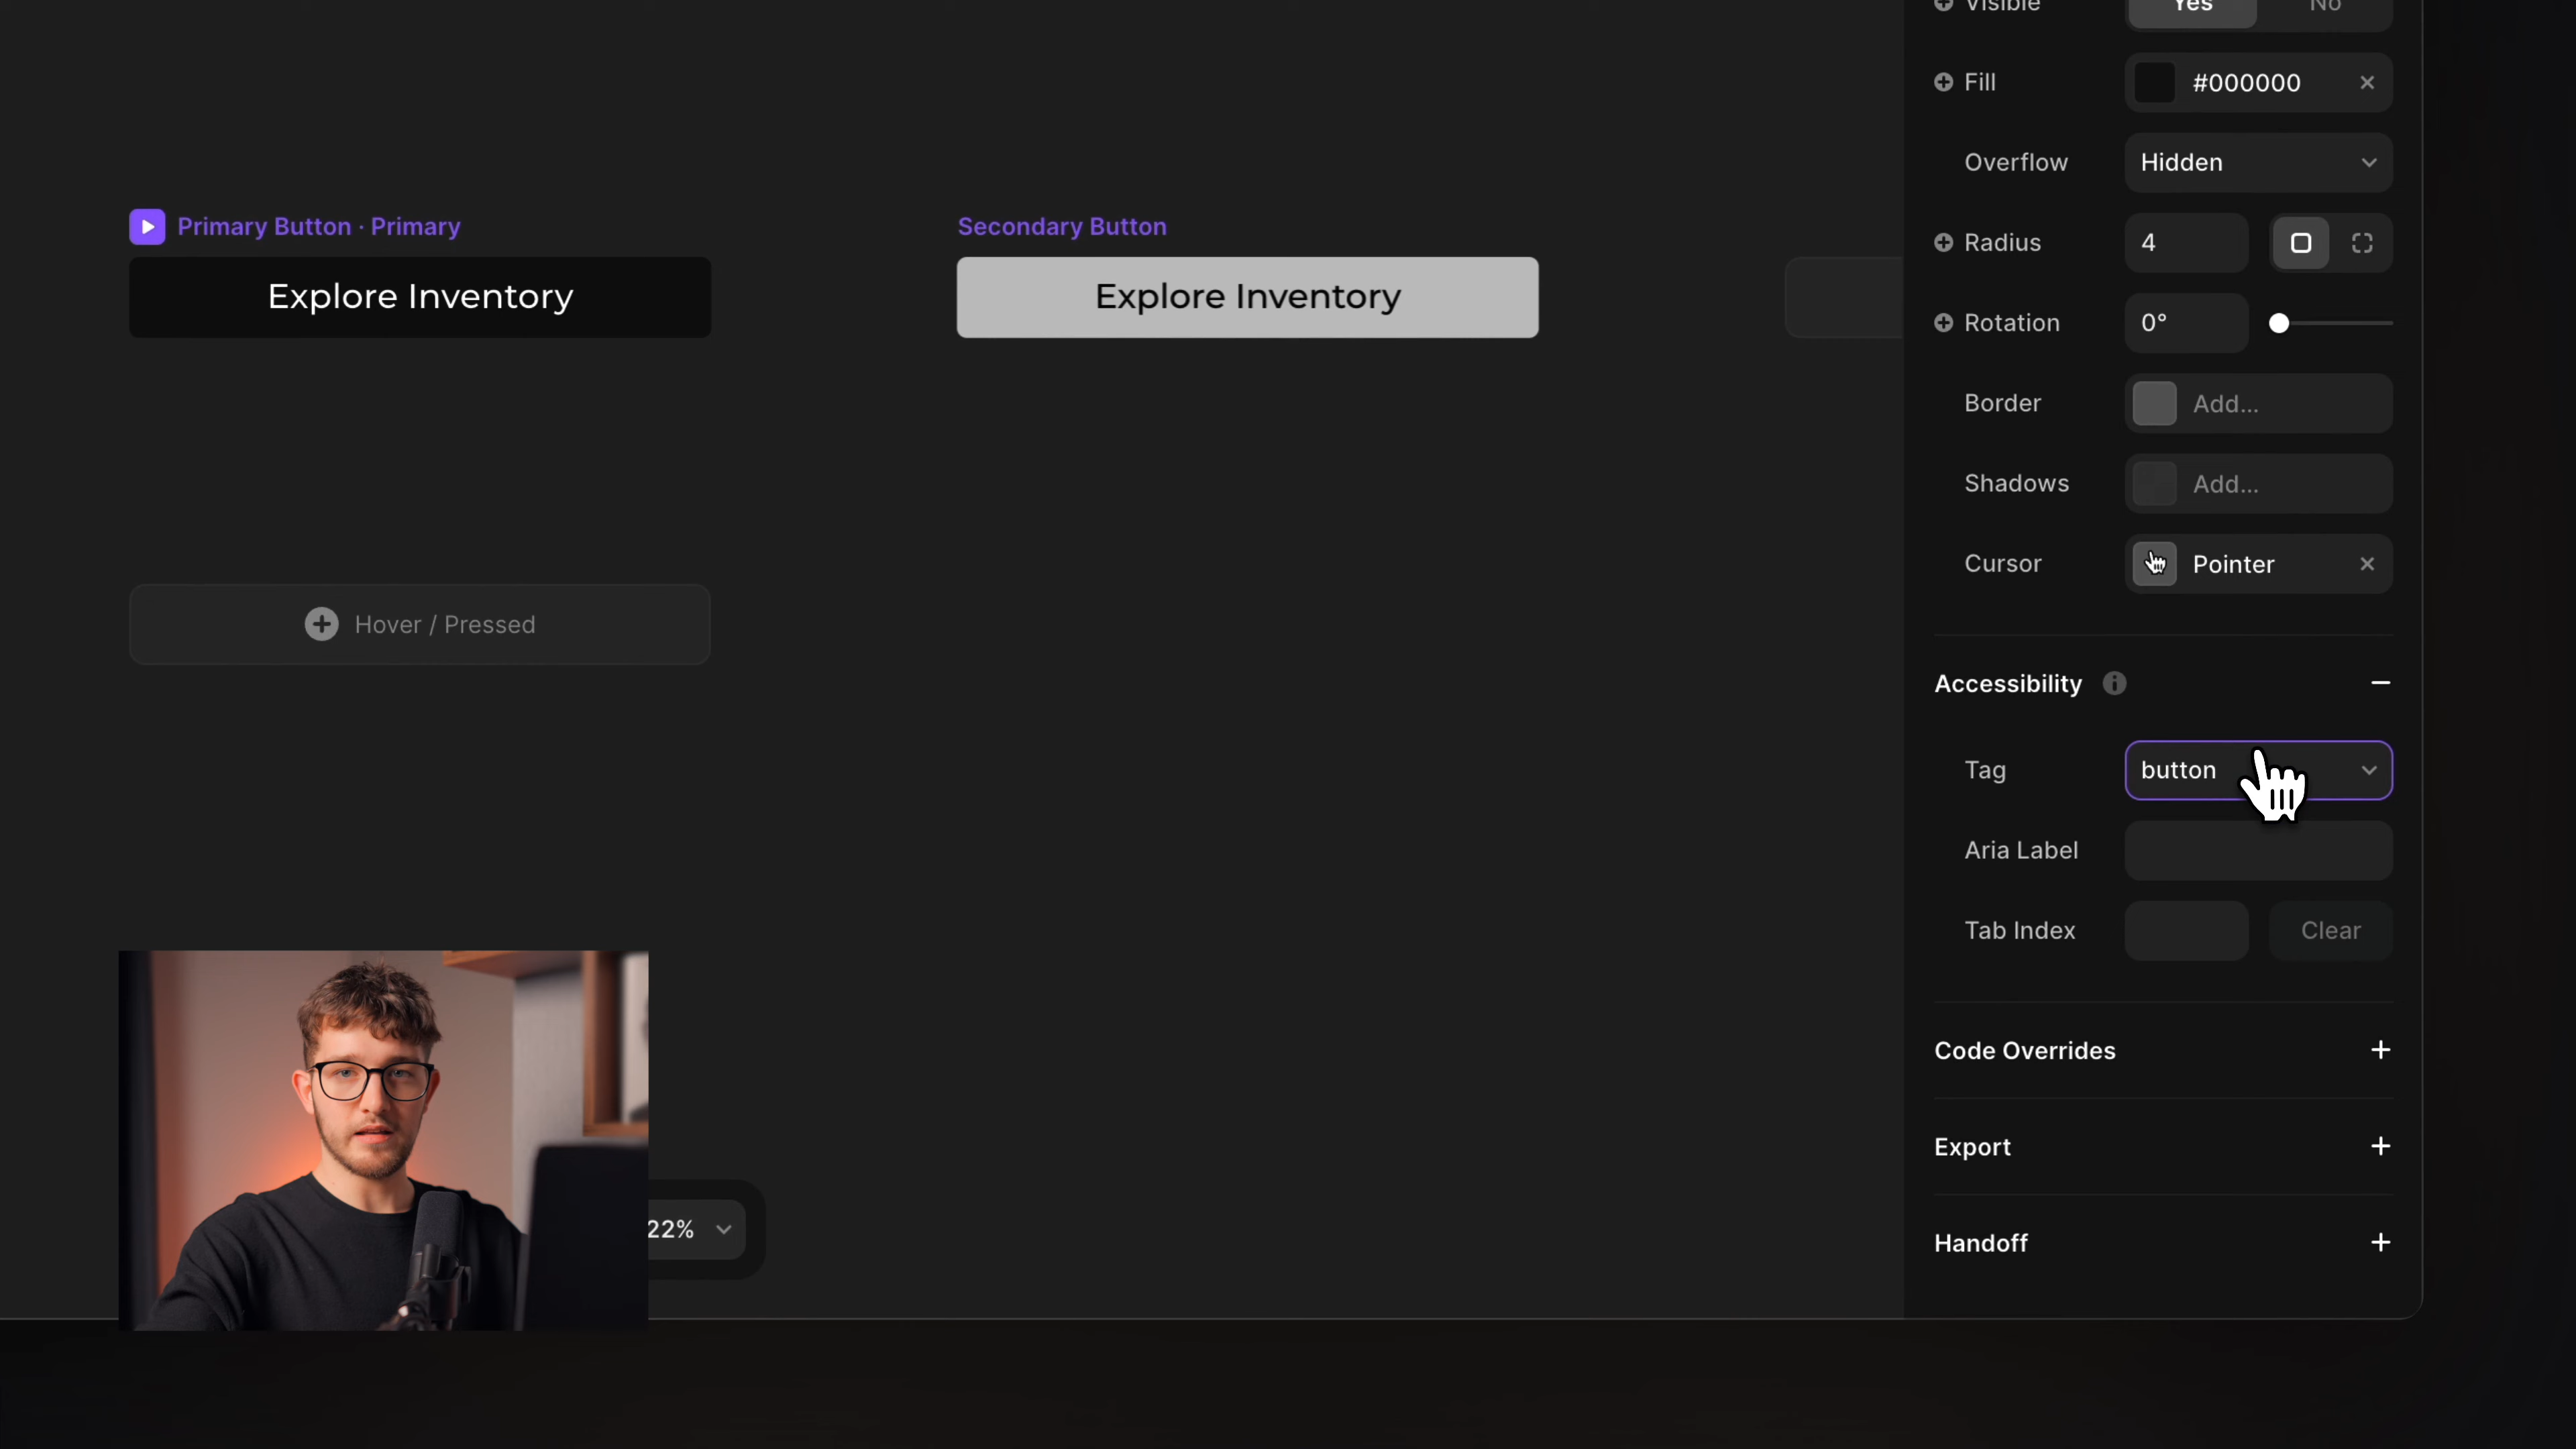 Visible
Yes
No
Fill
#000000
Overflow
Hidden
Primary Button · Primary
Secondary Button
Radius
4
Explore Inventory
Explore Inventory
Rotation
0°
Border
Add...
Shadows
Add...
Cursor
Pointer
Hover / Pressed
Accessibility
Tag
button
Aria Label
Tab Index
Clear
Code Overrides
Export
22%
Handoff